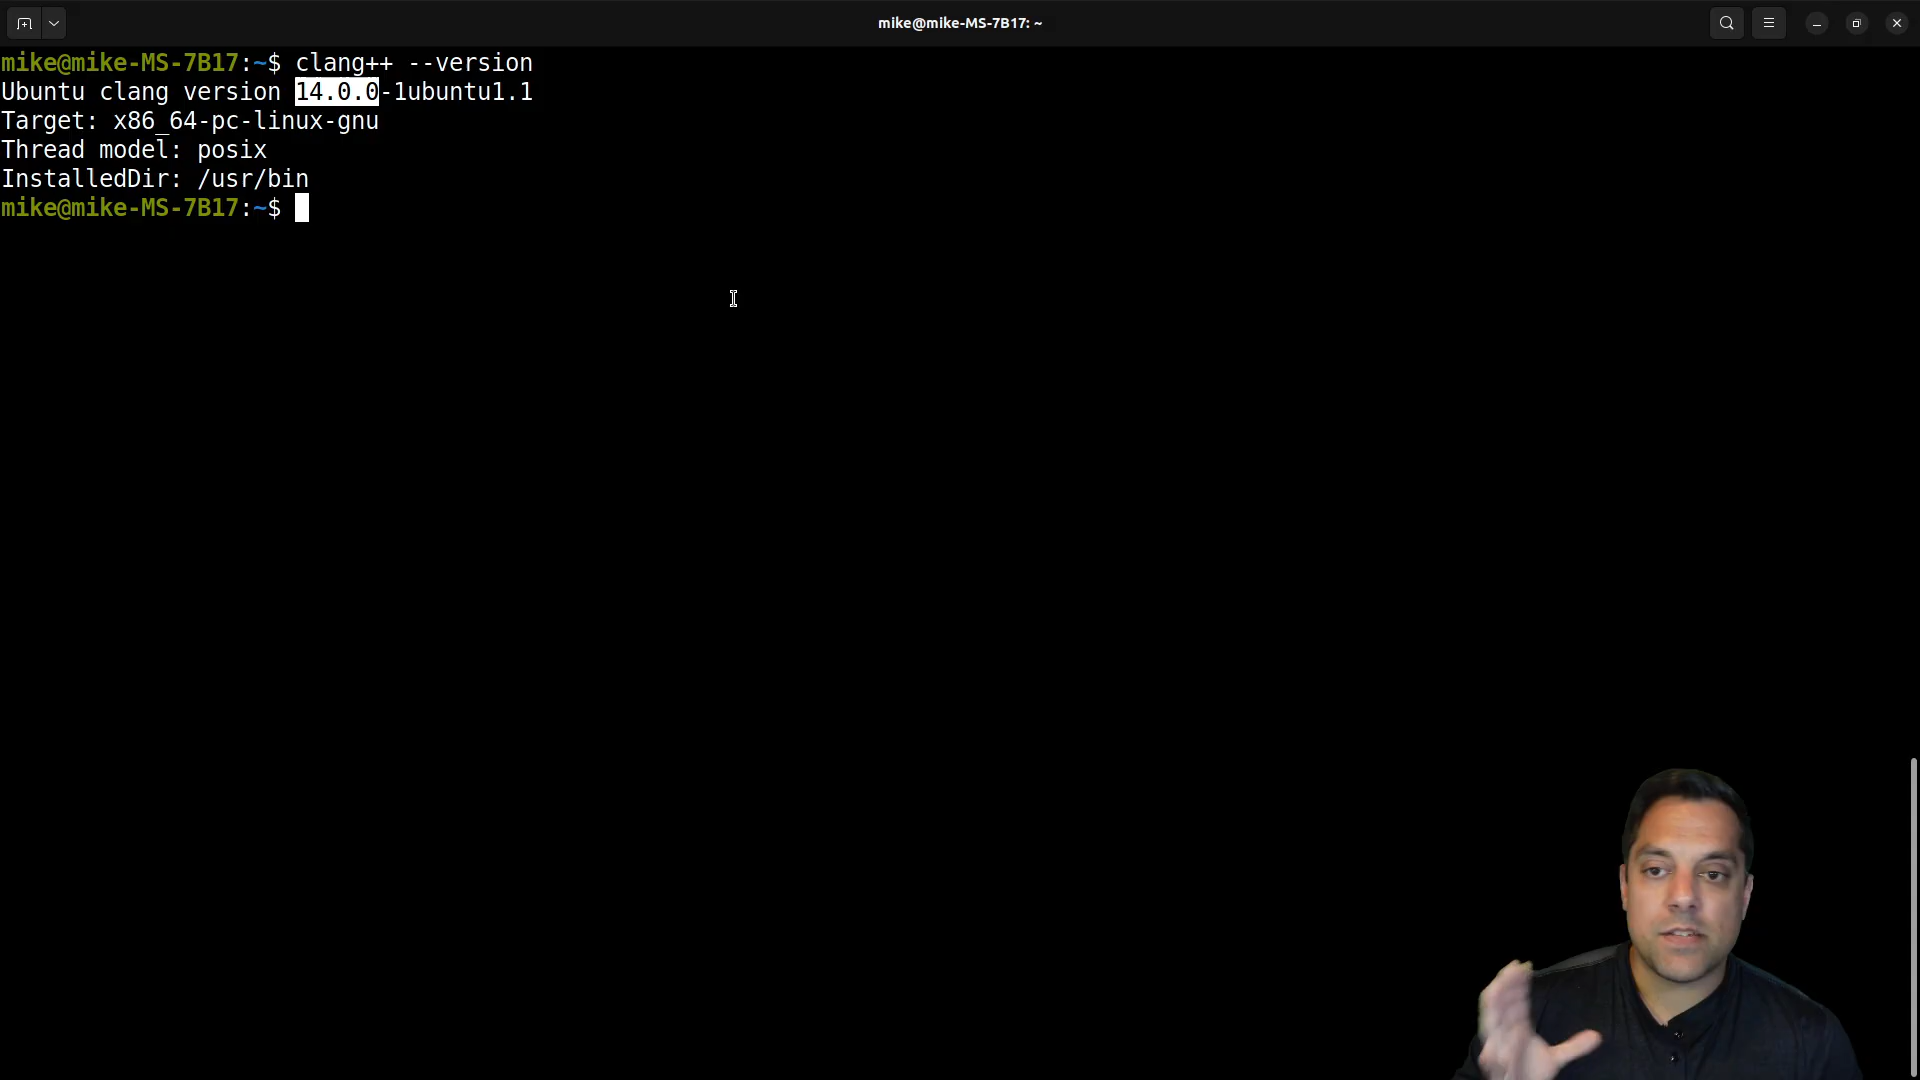 mike@mike-MS-7B17: ~
mike@mike-MS-7B17:~$ clang++ --version
Ubuntu clang version 14.0.0-1ubuntu1.1
Target: x86_64-pc-linux-gnu
Thread model: posix
InstalledDir: /usr/bin
mike@mike-MS-7B17:~$